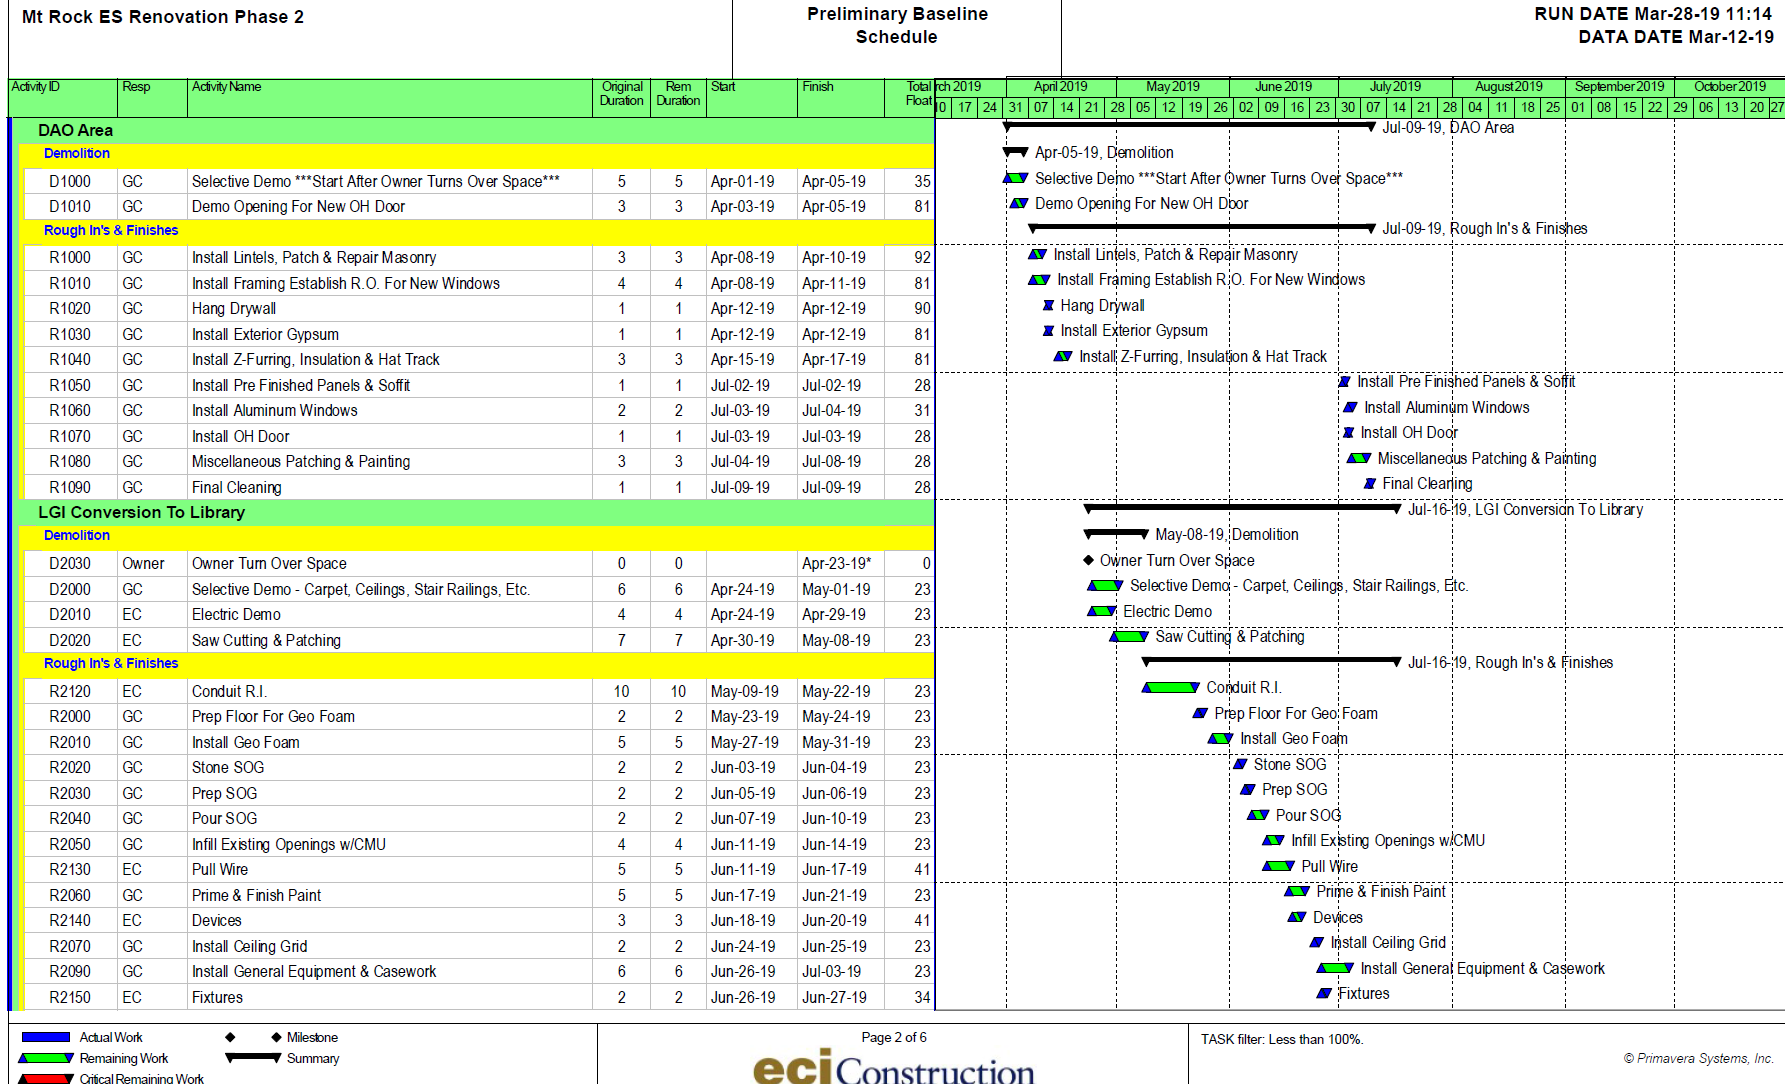 Mt Rock ES Renovation Phase 2
Preliminary Baseline
Schedule
RUN DATE Mar-28-19 11:14
DATA DATE Mar-12-19
Activity ID Resp Activity Name Original Duration Rem Duration Start Finish Total Float
rch 2019 April 2019 May 2019 June 2019 July 2019 August 2019 September 2019 October 2019
10 17 24 31 07 14 21 28 05 12 19 26 02 09 16 23 30 07 14 21 28 04 11 18 25 01 08 15 22 29 06 13 20 27
DAO Area Jul-09-19, DAO Area
Demolition Apr-05-19, Demolition
D1000 GC Selective Demo ***Start After Owner Turns Over Space*** 5 5 Apr-01-19 Apr-05-19 35 Selective Demo ***Start After Owner Turns Over Space***
D1010 GC Demo Opening For New OH Door 3 3 Apr-03-19 Apr-05-19 81 Demo Opening For New OH Door
Rough In's & Finishes Jul-09-19, Rough In's & Finishes
R1000 GC Install Lintels, Patch & Repair Masonry 3 3 Apr-08-19 Apr-10-19 92 Install Lintels, Patch & Repair Masonry
R1010 GC Install Framing Establish R.O. For New Windows 4 4 Apr-08-19 Apr-11-19 81 Install Framing Establish R.O. For New Windows
R1020 GC Hang Drywall 1 1 Apr-12-19 Apr-12-19 90 Hang Drywall
R1030 GC Install Exterior Gypsum 1 1 Apr-12-19 Apr-12-19 81 Install Exterior Gypsum
R1040 GC Install Z-Furring, Insulation & Hat Track 3 3 Apr-15-19 Apr-17-19 81 Install Z-Furring, Insulation & Hat Track
R1050 GC Install Pre Finished Panels & Soffit 1 1 Jul-02-19 Jul-02-19 28 Install Pre Finished Panels & Soffit
R1060 GC Install Aluminum Windows 2 2 Jul-03-19 Jul-04-19 31 Install Aluminum Windows
R1070 GC Install OH Door 1 1 Jul-03-19 Jul-03-19 28 Install OH Door
R1080 GC Miscellaneous Patching & Painting 3 3 Jul-04-19 Jul-08-19 28 Miscellaneous Patching & Painting
R1090 GC Final Cleaning 1 1 Jul-09-19 Jul-09-19 28 Final Cleaning
LGI Conversion To Library Jul-16-19, LGI Conversion To Library
Demolition May-08-19, Demolition
D2030 Owner Owner Turn Over Space 0 0 Apr-23-19* 0 Owner Turn Over Space
D2000 GC Selective Demo - Carpet, Ceilings, Stair Railings, Etc. 6 6 Apr-24-19 May-01-19 23 Selective Demo - Carpet, Ceilings, Stair Railings, Etc.
D2010 EC Electric Demo 4 4 Apr-24-19 Apr-29-19 23 Electric Demo
D2020 EC Saw Cutting & Patching 7 7 Apr-30-19 May-08-19 23 Saw Cutting & Patching
Rough In's & Finishes Jul-16-19, Rough In's & Finishes
R2120 EC Conduit R.I. 10 10 May-09-19 May-22-19 23 Conduit R.I.
R2000 GC Prep Floor For Geo Foam 2 2 May-23-19 May-24-19 23 Prep Floor For Geo Foam
R2010 GC Install Geo Foam 5 5 May-27-19 May-31-19 23 Install Geo Foam
R2020 GC Stone SOG 2 2 Jun-03-19 Jun-04-19 23 Stone SOG
R2030 GC Prep SOG 2 2 Jun-05-19 Jun-06-19 23 Prep SOG
R2040 GC Pour SOG 2 2 Jun-07-19 Jun-10-19 23 Pour SOG
R2050 GC Infill Existing Openings w/CMU 4 4 Jun-11-19 Jun-14-19 23 Infill Existing Openings w/CMU
R2130 EC Pull Wire 5 5 Jun-11-19 Jun-17-19 41 Pull Wire
R2060 GC Prime & Finish Paint 5 5 Jun-17-19 Jun-21-19 23 Prime & Finish Paint
R2140 EC Devices 3 3 Jun-18-19 Jun-20-19 41 Devices
R2070 GC Install Ceiling Grid 2 2 Jun-24-19 Jun-25-19 23 Install Ceiling Grid
R2090 GC Install General Equipment & Casework 6 6 Jun-26-19 Jul-03-19 23 Install General Equipment & Casework
R2150 EC Fixtures 2 2 Jun-26-19 Jun-27-19 34 Fixtures
Actual Work Milestone
Remaining Work Summary
Critical Remaining Work
Page 2 of 6
eci Construction
TASK filter: Less than 100%.
© Primavera Systems, Inc.